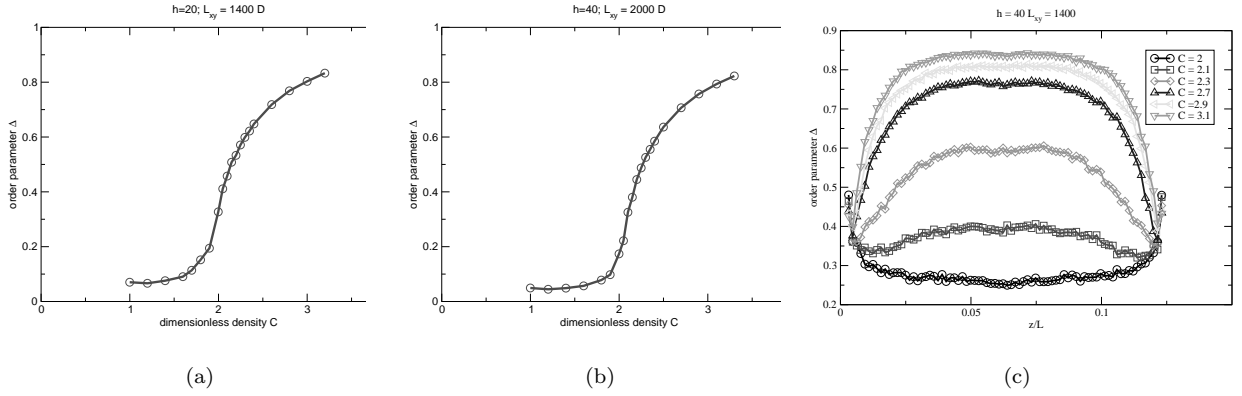 h=20; L_xy = 1400 D
order parameter Δ
1
0.8
0.6
0.4
0.2
0
0 1 2 3
dimensionless density C
(a)
h=40; L_xy = 2000 D
order parameter Δ
1
0.8
0.6
0.4
0.2
0
0 1 2 3
dimensionless density C
(b)
h = 40 L_xy = 1400
order parameter Δ
0.9
0.8
0.7
0.6
0.5
0.4
0.3
0.2
0 0.05 0.1
z/L
C = 2
C = 2.1
C = 2.3
C = 2.7
C =2.9
C = 3.1
(c)